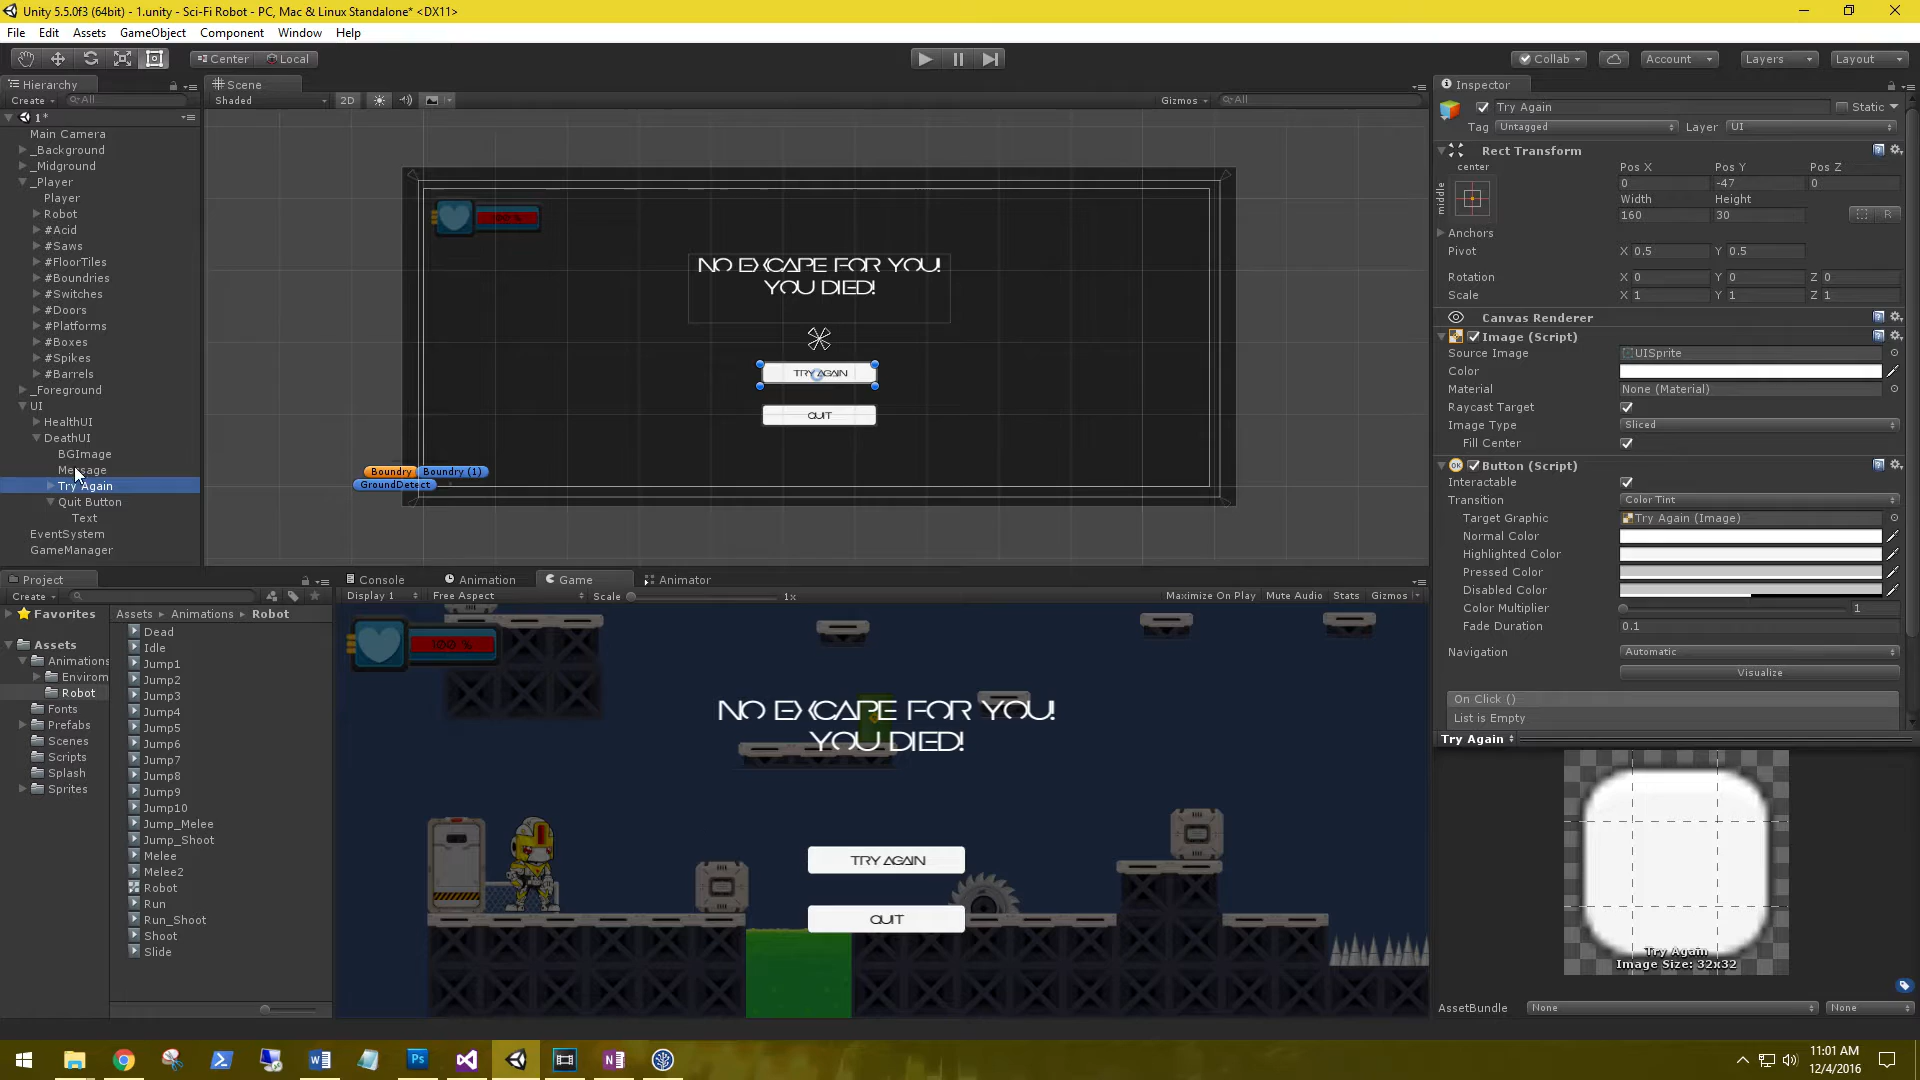 Unity 5.5.0f3 (64bit) - 1.unity - Sci-Fi Robot - PC, Mac & Linux Standalone* <DX11>
File Edit Assets GameObject Component Window Help
Center Local
Collab Account Layers Layout
Hierarchy
Create All
1*
Main Camera
_Background
_Midground
_Player
Player
Robot
#Acid
#Saws
#FloorTiles
#Boundries
#Switches
#Doors
#Platforms
#Boxes
#Spikes
#Barrels
_Foreground
UI
HealthUI
DeathUI
BGImage
Message
Try Again
Quit Button
Text
EventSystem
GameManager
Scene
Shaded 2D Gizmos All
100 %
NO EXCAPE FOR YOU!
YOU DIED!
TRY AGAIN
QUIT
Boundry Boundry (1)
GroundDetect
Project
Create
Favorites
Assets
Animations
Envirom
Robot
Fonts
Prefabs
Scenes
Scripts
Splash
Sprites
Assets Animations Robot
Dead
Idle
Jump1
Jump2
Jump3
Jump4
Jump5
Jump6
Jump7
Jump8
Jump9
Jump10
Jump_Melee
Jump_Shoot
Melee
Melee2
Robot
Run
Run_Shoot
Shoot
Slide
Console Animation Game Animator
Display 1 Free Aspect Scale 1x Maximize On Play Mute Audio Stats Gizmos
100 %
NO EXCAPE FOR YOU!
YOU DIED!
TRY AGAIN
QUIT
Inspector
Try Again Static
Tag Untagged Layer UI
Rect Transform
center
middle
Pos X Pos Y Pos Z
0 -47 0
Width Height
160 30 R
Anchors
Pivot X 0.5 Y 0.5
Rotation X 0 Y 0 Z 0
Scale X 1 Y 1 Z 1
Canvas Renderer
Image (Script)
Source Image UISprite
Color
Material None (Material)
Raycast Target
Image Type Sliced
Fill Center
OK Button (Script)
Interactable
Transition Color Tint
Target Graphic Try Again (Image)
Normal Color
Highlighted Color
Pressed Color
Disabled Color
Color Multiplier 1
Fade Duration 0.1
Navigation Automatic
Visualize
On Click ()
List is Empty
Try Again
Try Again
Image Size: 32x32
AssetBundle None None
11:01 AM
12/4/2016